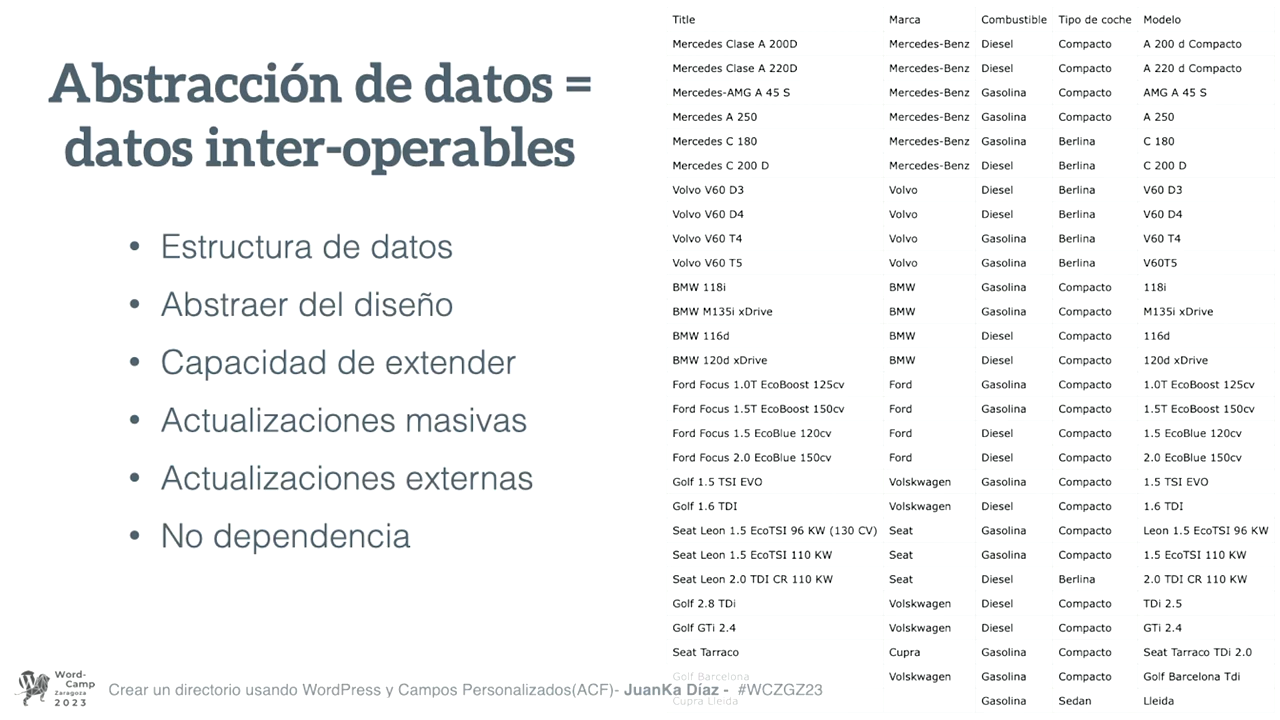 Abstracción de datos =
datos inter-operables
• Estructura de datos
• Abstraer del diseño
• Capacidad de extender
• Actualizaciones masivas
• Actualizaciones externas
• No dependencia
Title Marca Combustible Tipo de coche Modelo
Mercedes Clase A 200D Mercedes-Benz Diesel Compacto A 200 d Compacto
Mercedes Clase A 220D Mercedes-Benz Diesel Compacto A 220 d Compacto
Mercedes-AMG A 45 S Mercedes-Benz Gasolina Compacto AMG A 45 S
Mercedes A 250 Mercedes-Benz Gasolina Compacto A 250
Mercedes C 180 Mercedes-Benz Gasolina Berlina C 180
Mercedes C 200 D Mercedes-Benz Diesel Berlina C 200 D
Volvo V60 D3 Volvo Diesel Berlina V60 D3
Volvo V60 D4 Volvo Diesel Berlina V60 D4
Volvo V60 T4 Volvo Gasolina Berlina V60 T4
Volvo V60 T5 Volvo Gasolina Berlina V60T5
BMW 118i BMW Gasolina Compacto 118i
BMW M135i xDrive BMW Gasolina Compacto M135i xDrive
BMW 116d BMW Diesel Compacto 116d
BMW 120d xDrive BMW Diesel Compacto 120d xDrive
Ford Focus 1.0T EcoBoost 125cv Ford Gasolina Compacto 1.0T EcoBoost 125cv
Ford Focus 1.5T EcoBoost 150cv Ford Gasolina Compacto 1.5T EcoBoost 150cv
Ford Focus 1.5 EcoBlue 120cv Ford Diesel Compacto 1.5 EcoBlue 120cv
Ford Focus 2.0 EcoBlue 150cv Ford Diesel Compacto 2.0 EcoBlue 150cv
Golf 1.5 TSI EVO Volskwagen Gasolina Compacto 1.5 TSI EVO
Golf 1.6 TDI Volskwagen Diesel Compacto 1.6 TDI
Seat Leon 1.5 EcoTSI 96 KW (130 CV) Seat Gasolina Compacto Leon 1.5 EcoTSI 96 KW
Seat Leon 1.5 EcoTSI 110 KW Seat Gasolina Compacto 1.5 EcoTSI 110 KW
Seat Leon 2.0 TDI CR 110 KW Seat Diesel Berlina 2.0 TDI CR 110 KW
Golf 2.8 TDi Volskwagen Diesel Compacto TDi 2.5
Golf GTi 2.4 Volskwagen Diesel Compacto GTi 2.4
Seat Tarraco Cupra Gasolina Compacto Seat Tarraco TDi 2.0
Golf Barcelona Volskwagen Gasolina Compacto Golf Barcelona Tdi
Cupra Lleida Gasolina Sedan Lleida
Word-
Camp
Zaragoza
2023
Crear un directorio usando WordPress y Campos Personalizados(ACF)- JuanKa Díaz - #WCZGZ23